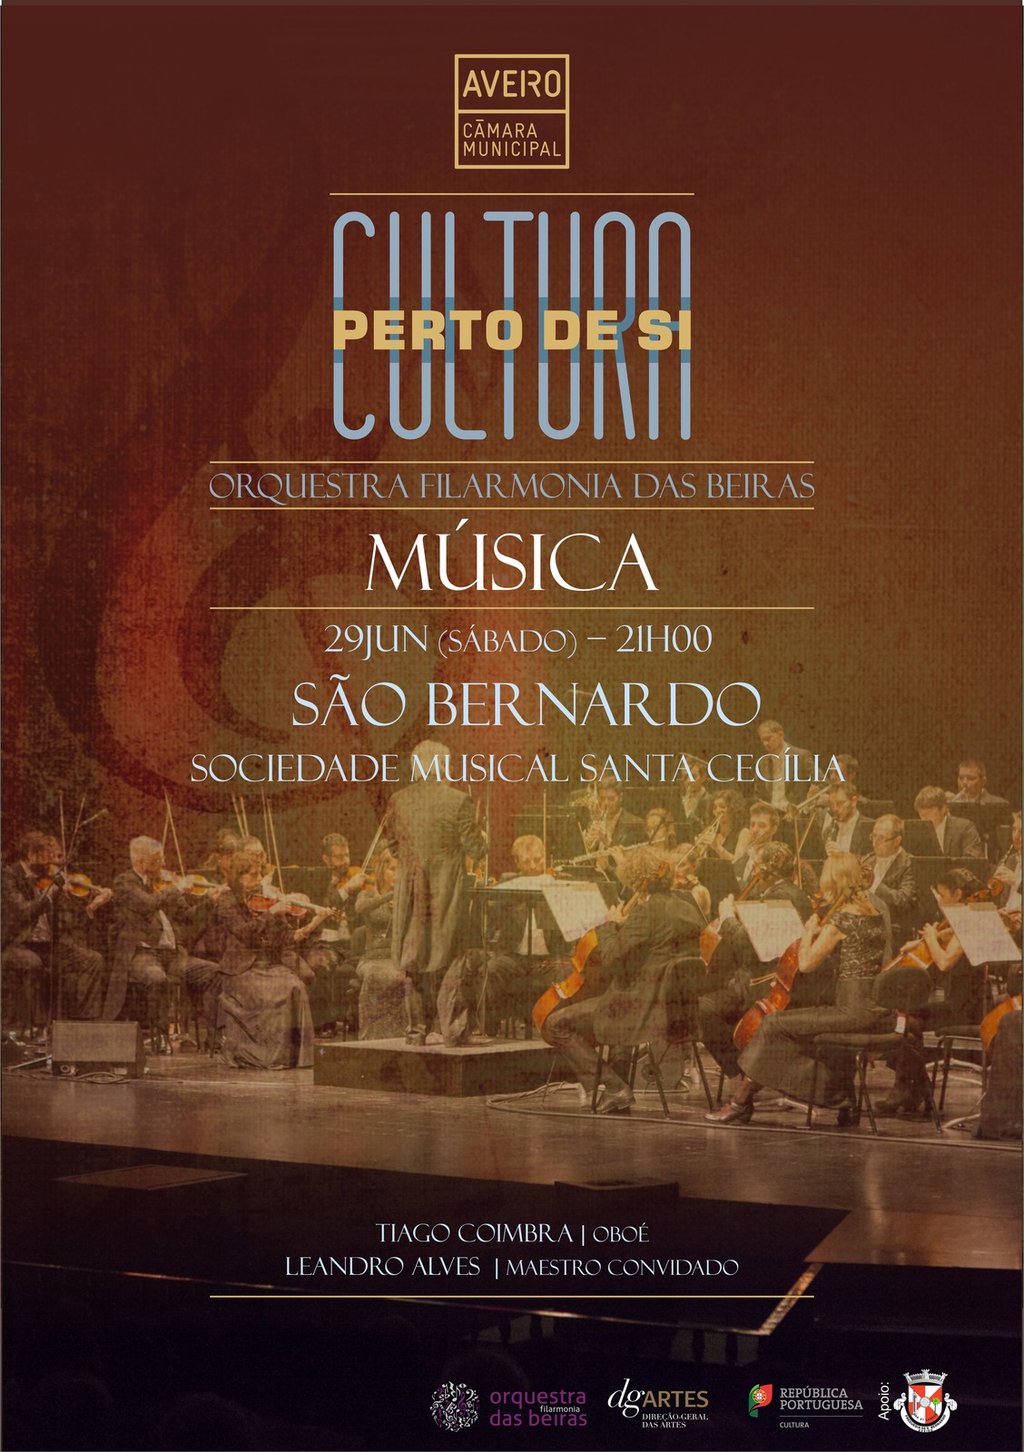 AVEIRO
CÂMARA
MUNICIPAL
CULTURA
PERTO DE SI
ORQUESTRA FILARMONIA DAS BEIRAS
MÚSICA
29JUN (SÁBADO) – 21H00
SÃO BERNARDO
SOCIEDADE MUSICAL SANTA CECÍLIA
TIAGO COIMBRA | OBOÉ
LEANDRO ALVES | MAESTRO CONVIDADO
orquestra
filarmonia
das beiras
dgARTES
DIREÇÃO-GERAL
DAS ARTES
REPÚBLICA
PORTUGUESA
CULTURA
Apoio: